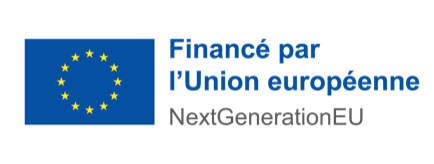 Financé par
l’Union européenne
NextGenerationEU